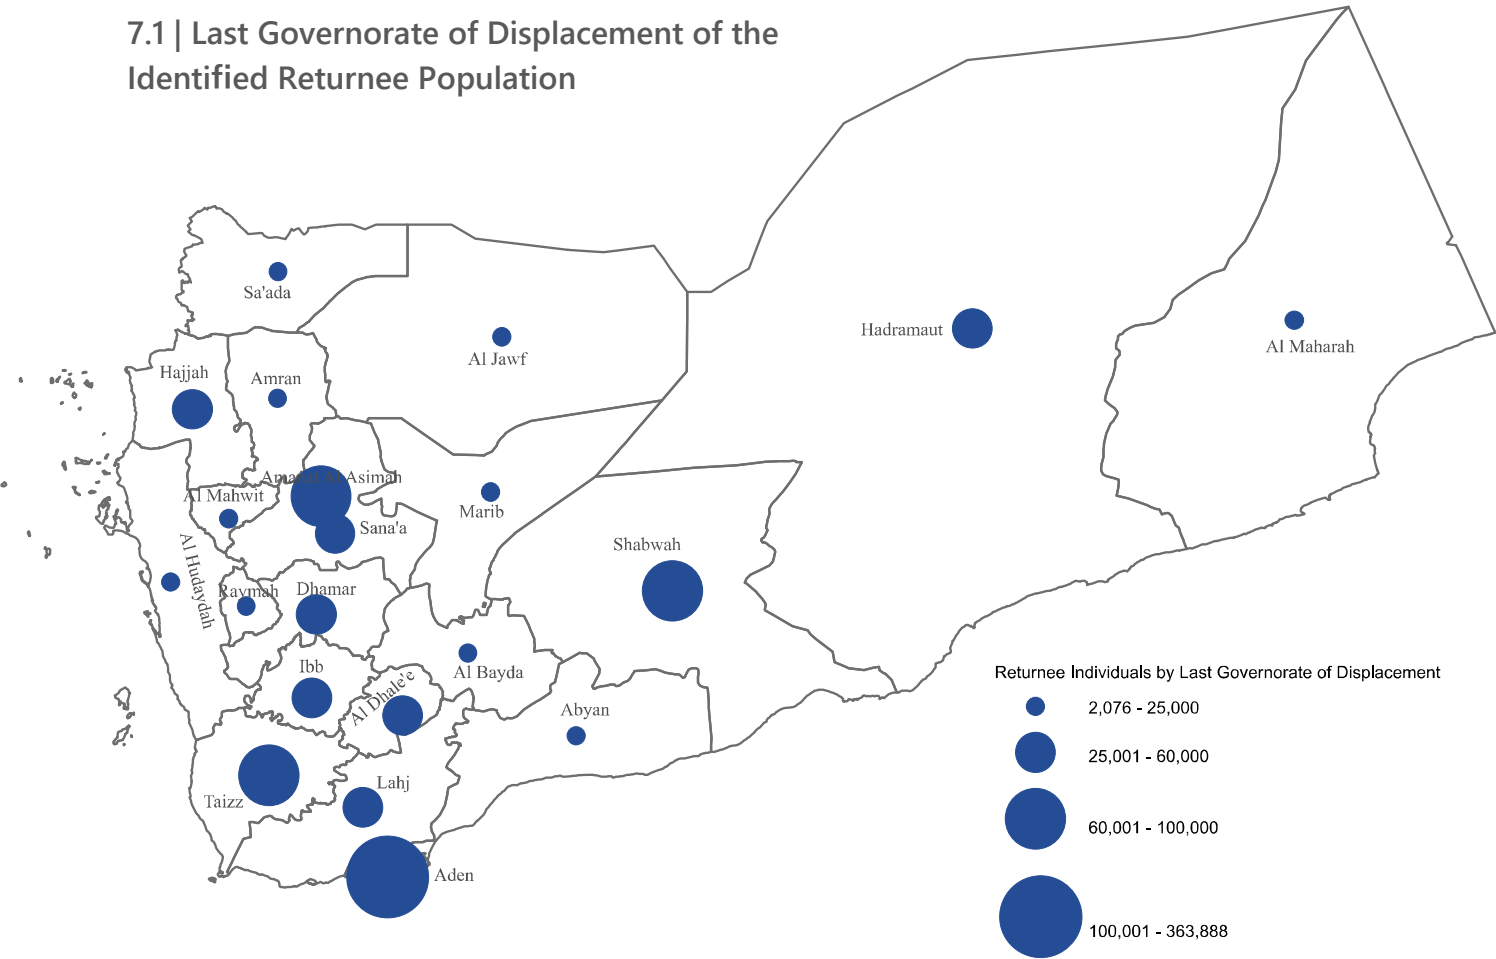 7.1 | Last Governorate of Displacement of the
Identified Returnee Population
Sa'ada
Al Jawf
Hadramaut
Al Maharah
Hajjah
Amran
Al Asimah
Al Mahwit
Marib
Sana'a
Shabwah
Al Hudaydah
Raymah
Dhamar
Ibb
Al Bayda
Al Dhale'e
Abyan
Taizz
Lahj
Aden
Returnee Individuals by Last Governorate of Displacement
2,076 - 25,000
25,001 - 60,000
60,001 - 100,000
100,001 - 363,888